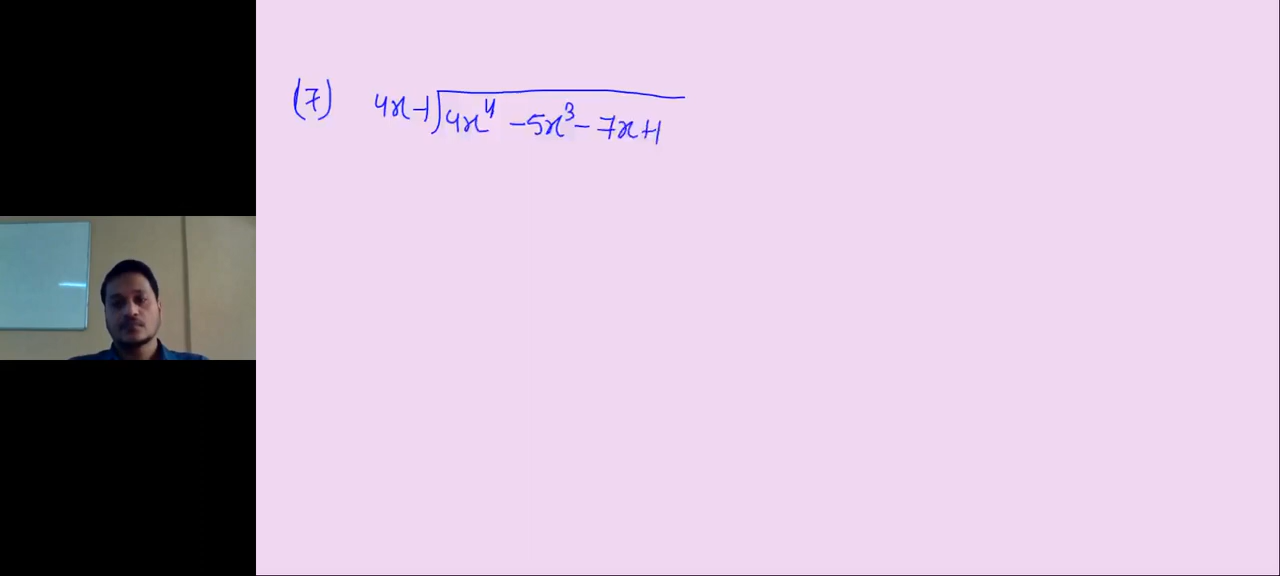 (7) 4x-1)4x⁴ -5x³ - 7x+1